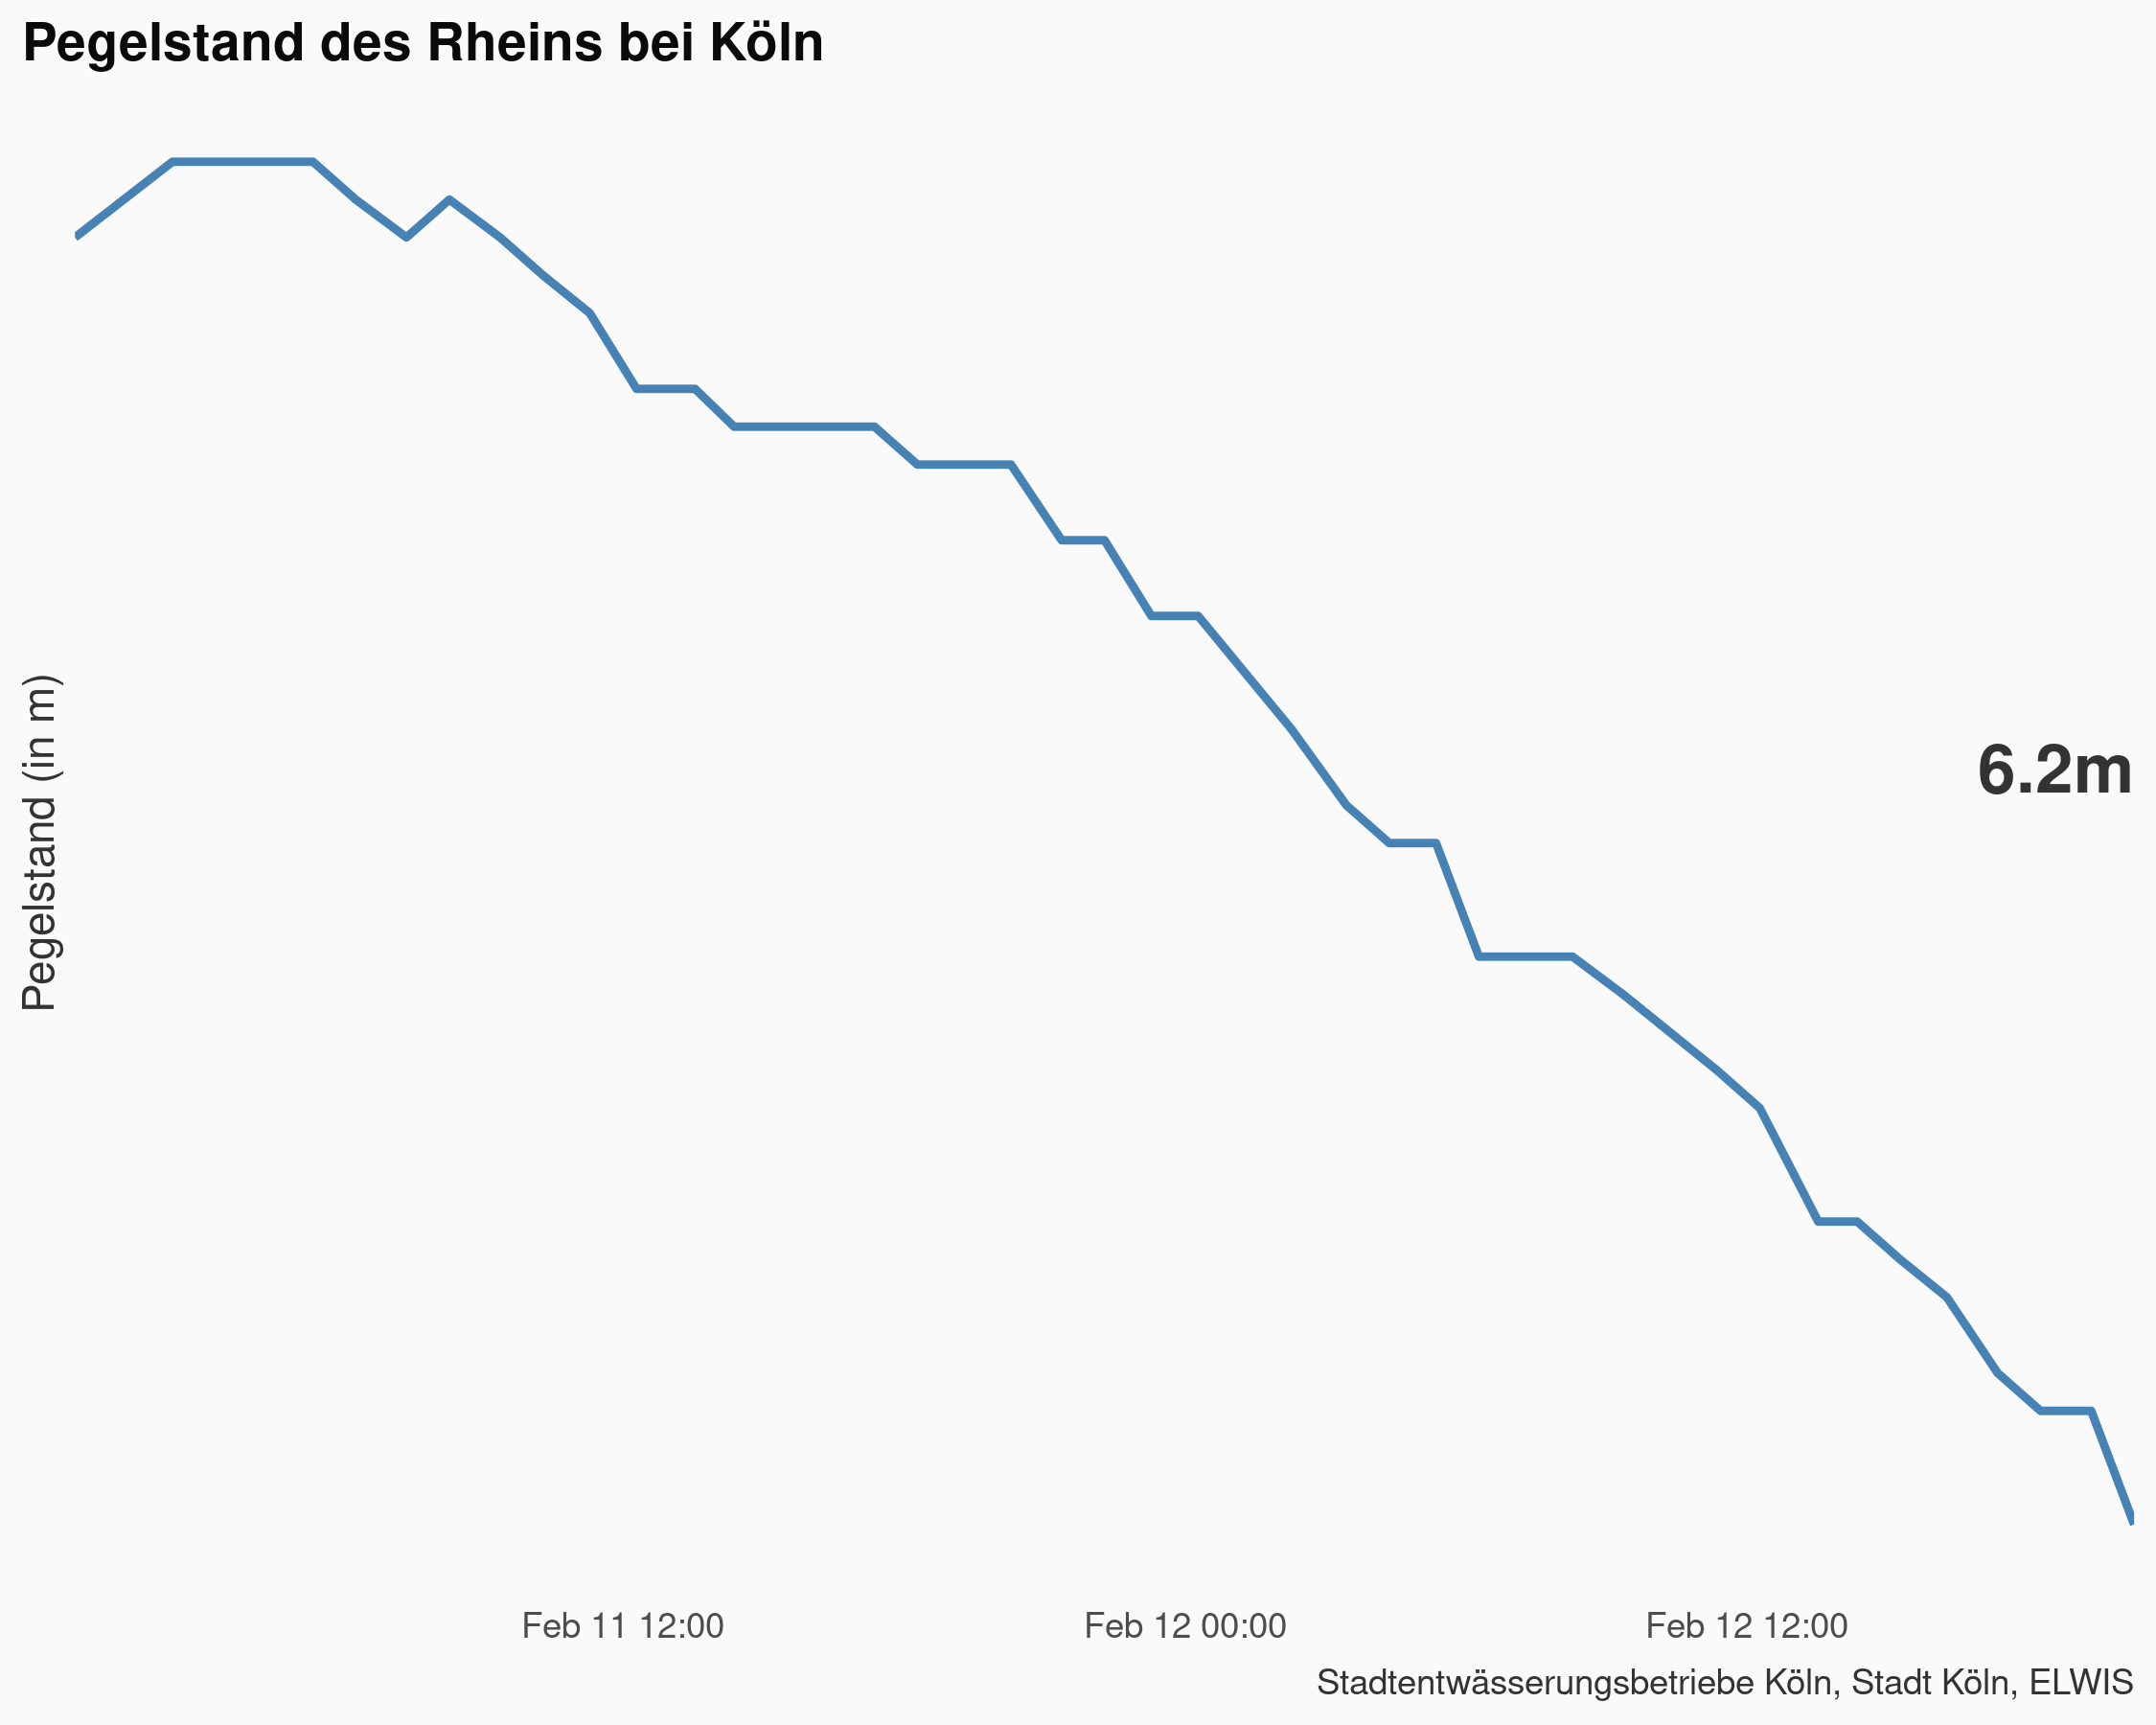 Pegelstand des Rheins bei Köln
Pegelstand (in m)
6.2m
Feb 11 12:00
Feb 12 00:00
Feb 12 12:00
Stadtentwässerungsbetriebe Köln, Stadt Köln, ELWIS